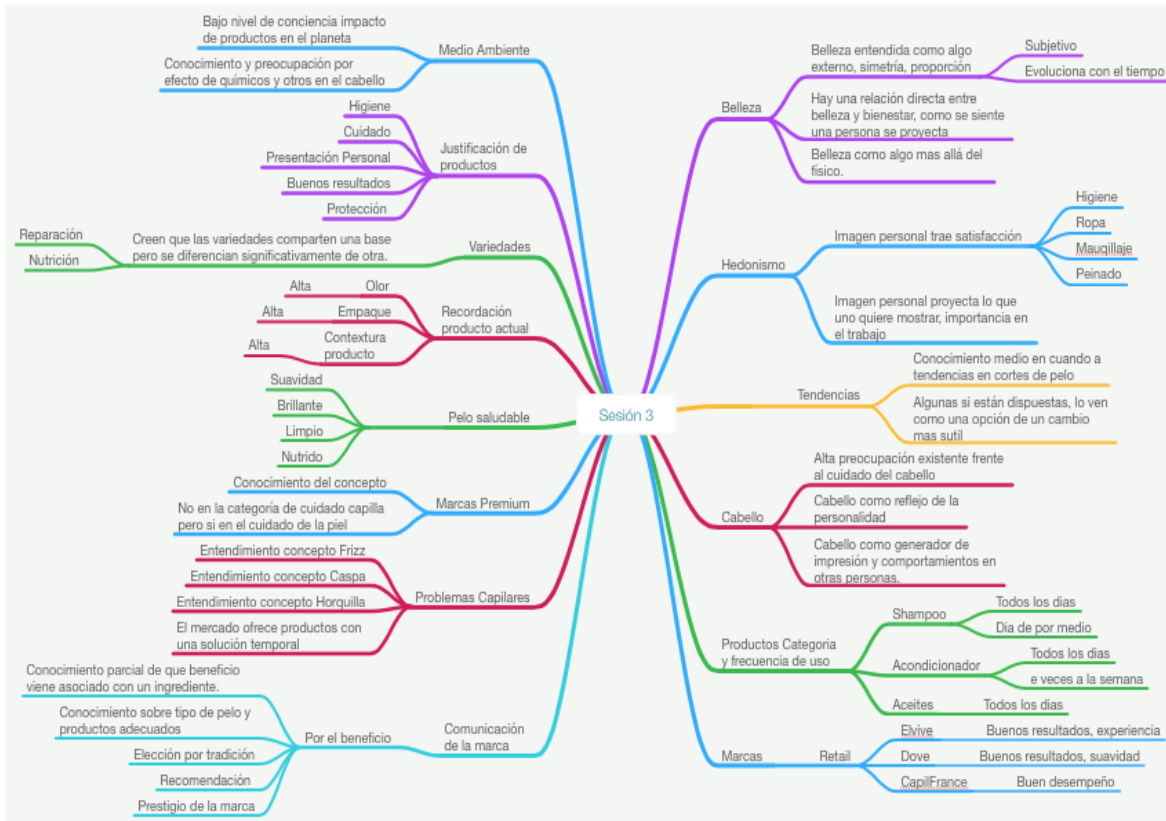 Bajo nivel de conciencia impacto
de productos en el planeta
Conocimiento y preocupación por
efecto de químicos y otros en el cabello
Medio Ambiente
Higiene
Cuidado
Presentación Personal
Buenos resultados
Protección
Justificación de
productos
Reparación
Nutrición
Creen que las variedades comparten una base
pero se diferencian significativamente de otra.
Variedades
Alta
Olor
Alta
Empaque
Alta
Contextura
producto
Recordación
producto actual
Suavidad
Brillante
Limpio
Nutrido
Pelo saludable
Conocimiento del concepto
No en la categoria de cuidado capilla
pero si en el cuidado de la piel
Marcas Premium
Entendimiento concepto Frizz
Entendimiento concepto Caspa
Entendimiento concepto Horquilla
El mercado ofrece productos con
una solución temporal
Problemas Capilares
Conocimiento parcial de que beneficio
viene asociado con un ingrediente.
Conocimiento sobre tipo de pelo y
productos adecuados
Elección por tradición
Recomendación
Prestigio de la marca
Por el beneficio
Comunicación
de la marca
Sesión 3
Belleza
Belleza entendida como algo
externo, simetría, proporción
Subjetivo
Evoluciona con el tiempo
Hay una relación directa entre
belleza y bienestar, como se siente
una persona se proyecta
Belleza como algo mas allá del
físico.
Hedonismo
Imagen personal trae satisfacción
Higiene
Ropa
Mauqillaje
Peinado
Imagen personal proyecta lo que
uno quiere mostrar, importancia en
el trabajo
Tendencias
Conocimiento medio en cuando a
tendencias en cortes de pelo
Algunas si están dispuestas, lo ven
como una opción de un cambio
mas sutil
Cabello
Alta preocupación existente frente
al cuidado del cabello
Cabello como reflejo de la
personalidad
Cabello como generador de
impresión y comportamientos en
otras personas.
Productos Categoria
y frecuencia de uso
Shampoo
Todos los dias
Dia de por medio
Acondicionador
Todos los días
e veces a la semana
Aceites
Todos los días
Marcas
Retail
Elvive
Buenos resultados, experiencia
Dove
Buenos resultados, suavidad
CapilFrance
Buen desempeño